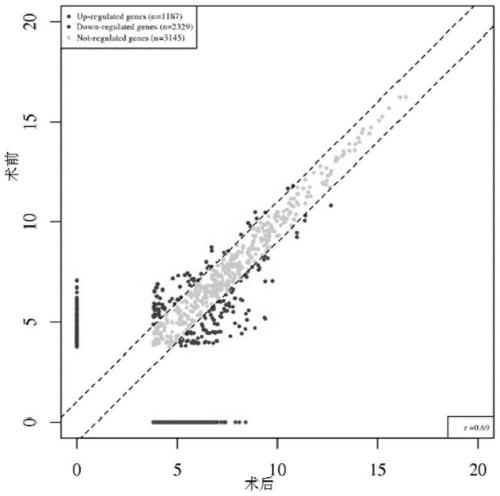 Up-regulated genes (n=1187)
Down-regulated genes (n=2329)
Not-regulated genes (n=3145)
20
15
10
5
0
术前
r =0.69
0 5 10 15 20
术后